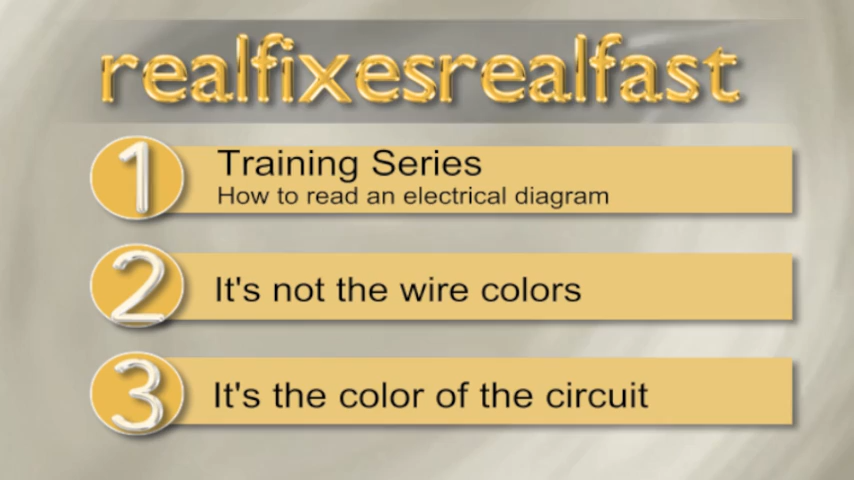 realfixesrealfast
1 Training Series
How to read an electrical diagram
2 It's not the wire colors
3 It's the color of the circuit